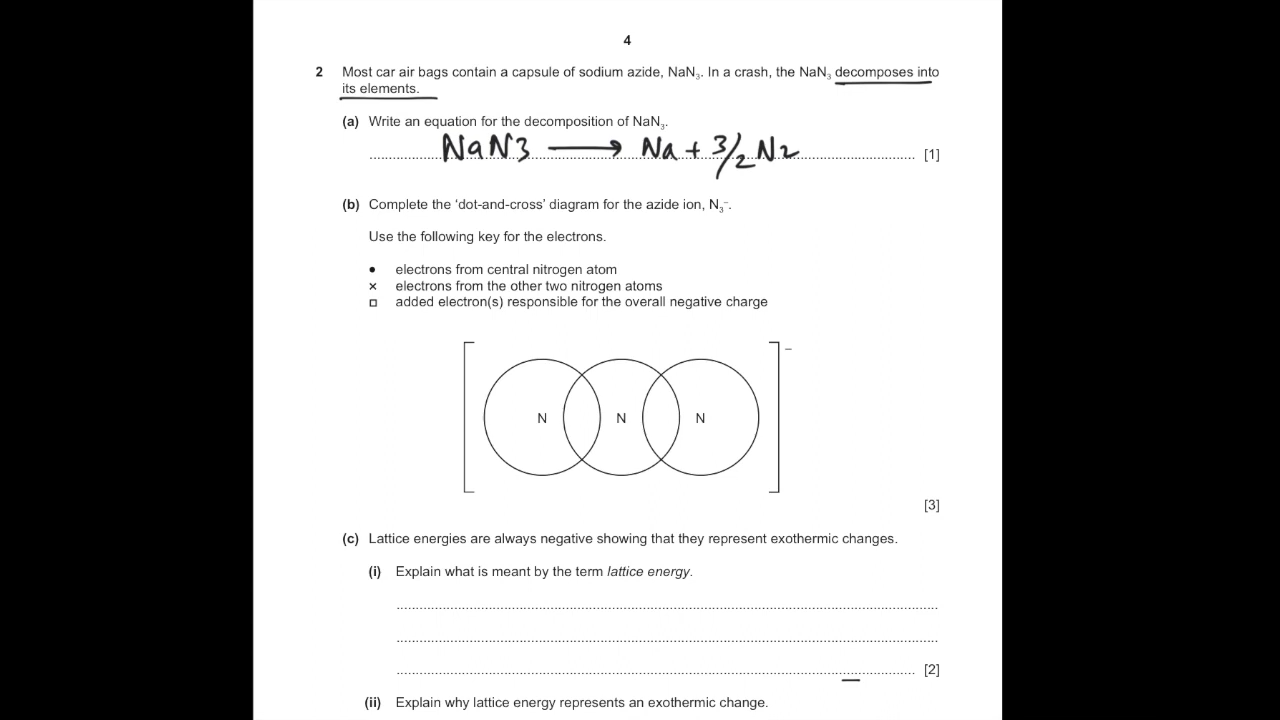 4
2 Most car air bags contain a capsule of sodium azide, NaN₃. In a crash, the NaN₃ decomposes into
its elements.
(a) Write an equation for the decomposition of NaN₃.
NaN3 ⟶ Na + 3/2 N2
[1]
(b) Complete the ‘dot-and-cross’ diagram for the azide ion, N₃⁻.
Use the following key for the electrons.
● electrons from central nitrogen atom
× electrons from the other two nitrogen atoms
□ added electron(s) responsible for the overall negative charge
[ N N N ]⁻
[3]
(c) Lattice energies are always negative showing that they represent exothermic changes.
(i) Explain what is meant by the term lattice energy.
[2]
(ii) Explain why lattice energy represents an exothermic change.